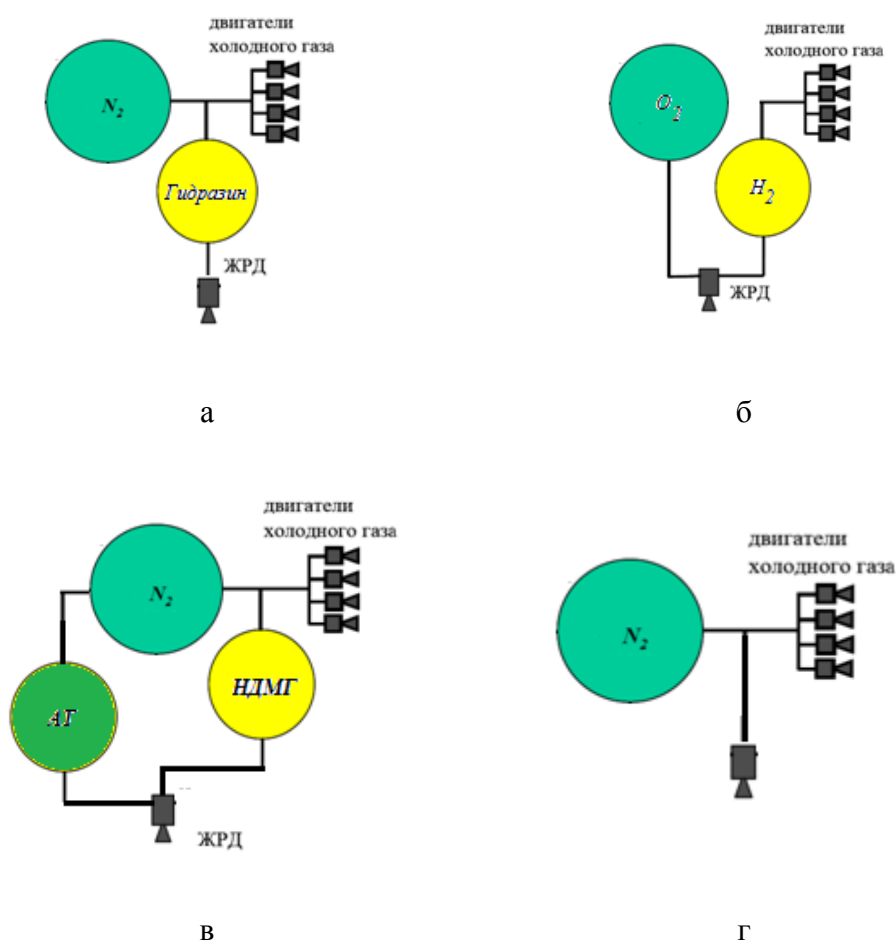 двигатели
холодного газа
N2
Гидразин
ЖРД
а
двигатели
холодного газа
O2
H2
ЖРД
б
двигатели
холодного газа
N2
НДМГ
АТ
ЖРД
в
двигатели
холодного газа
N2
г